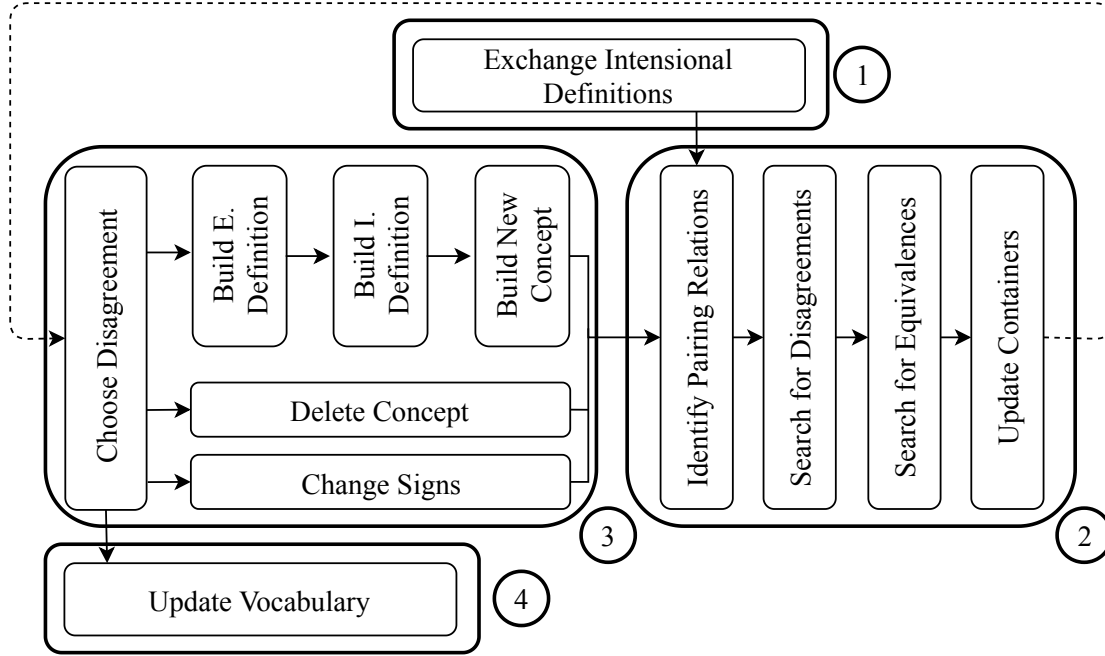 Exchange Intensional
Definitions
1
Choose Disagreement
Build E.
Definition
Build I.
Definition
Build New
Concept
Delete Concept
Change Signs
3
Identify Pairing Relations
Search for Disagreements
Search for Equivalences
Update Containers
2
Update Vocabulary
4